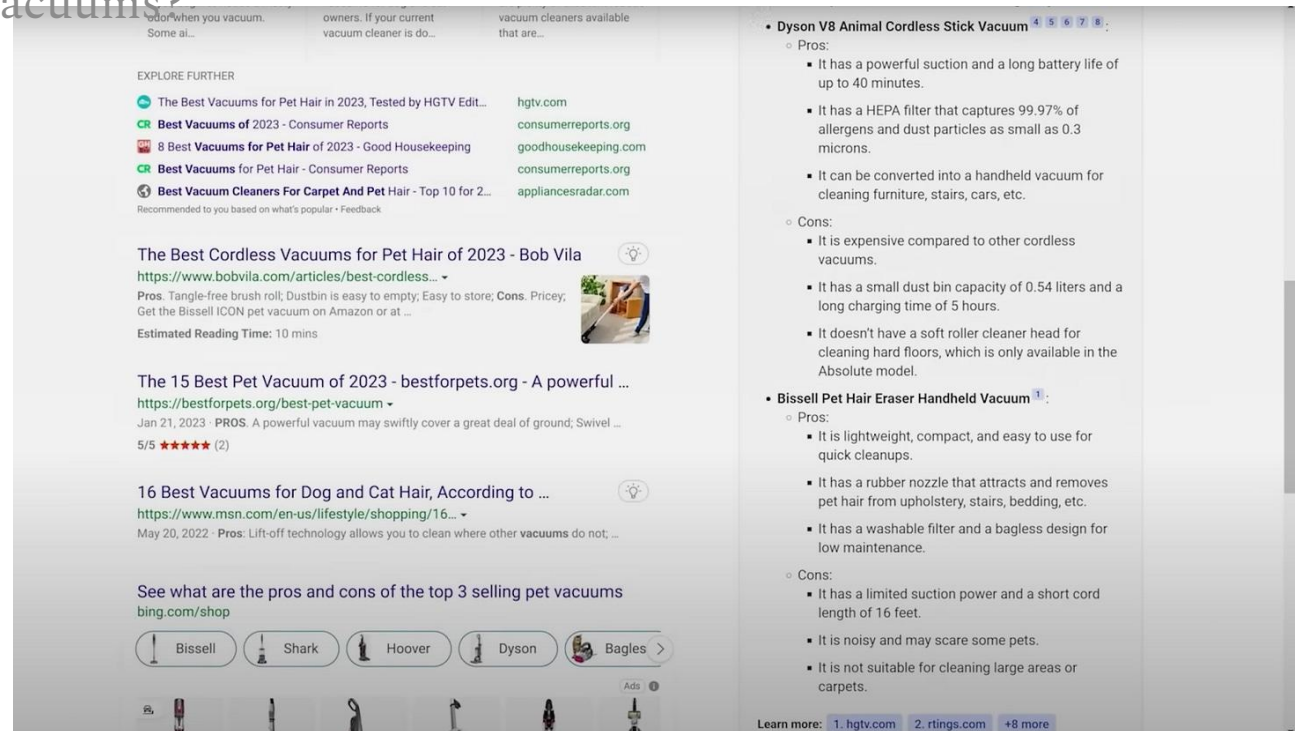 acuums?
odor when you vacuum.
Some ai...
owners. If your current
vacuum cleaner is do...
vacuum cleaners available
that are...
EXPLORE FURTHER
The Best Vacuums for Pet Hair in 2023, Tested by HGTV Edit... hgtv.com
CR Best Vacuums of 2023 - Consumer Reports consumerreports.org
8 Best Vacuums for Pet Hair of 2023 - Good Housekeeping goodhousekeeping.com
CR Best Vacuums for Pet Hair - Consumer Reports consumerreports.org
Best Vacuum Cleaners For Carpet And Pet Hair - Top 10 for 2... appliancesradar.com
Recommended to you based on what's popular • Feedback
The Best Cordless Vacuums for Pet Hair of 2023 - Bob Vila
https://www.bobvila.com/articles/best-cordless...
Pros. Tangle-free brush roll; Dustbin is easy to empty; Easy to store; Cons. Pricey;
Get the Bissell ICON pet vacuum on Amazon or at ...
Estimated Reading Time: 10 mins
The 15 Best Pet Vacuum of 2023 - bestforpets.org - A powerful ...
https://bestforpets.org/best-pet-vacuum
Jan 21, 2023 · PROS. A powerful vacuum may swiftly cover a great deal of ground; Swivel ...
5/5 ★★★★★ (2)
16 Best Vacuums for Dog and Cat Hair, According to ...
https://www.msn.com/en-us/lifestyle/shopping/16...
May 20, 2022 · Pros: Lift-off technology allows you to clean where other vacuums do not; ...
See what are the pros and cons of the top 3 selling pet vacuums
bing.com/shop
Bissell Shark Hoover Dyson Bagles
Ads
• Dyson V8 Animal Cordless Stick Vacuum 4 5 6 7 8 :
○ Pros:
▪ It has a powerful suction and a long battery life of
up to 40 minutes.
▪ It has a HEPA filter that captures 99.97% of
allergens and dust particles as small as 0.3
microns.
▪ It can be converted into a handheld vacuum for
cleaning furniture, stairs, cars, etc.
○ Cons:
▪ It is expensive compared to other cordless
vacuums.
▪ It has a small dust bin capacity of 0.54 liters and a
long charging time of 5 hours.
▪ It doesn't have a soft roller cleaner head for
cleaning hard floors, which is only available in the
Absolute model.
• Bissell Pet Hair Eraser Handheld Vacuum 1 :
○ Pros:
▪ It is lightweight, compact, and easy to use for
quick cleanups.
▪ It has a rubber nozzle that attracts and removes
pet hair from upholstery, stairs, bedding, etc.
▪ It has a washable filter and a bagless design for
low maintenance.
○ Cons:
▪ It has a limited suction power and a short cord
length of 16 feet.
▪ It is noisy and may scare some pets.
▪ It is not suitable for cleaning large areas or
carpets.
Learn more: 1. hgtv.com 2. rtings.com +8 more